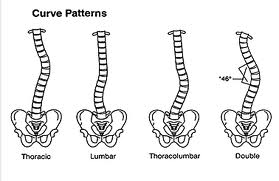 Curve Patterns
"46°
Thoracic
Lumbar
Thoracolumbar
Double